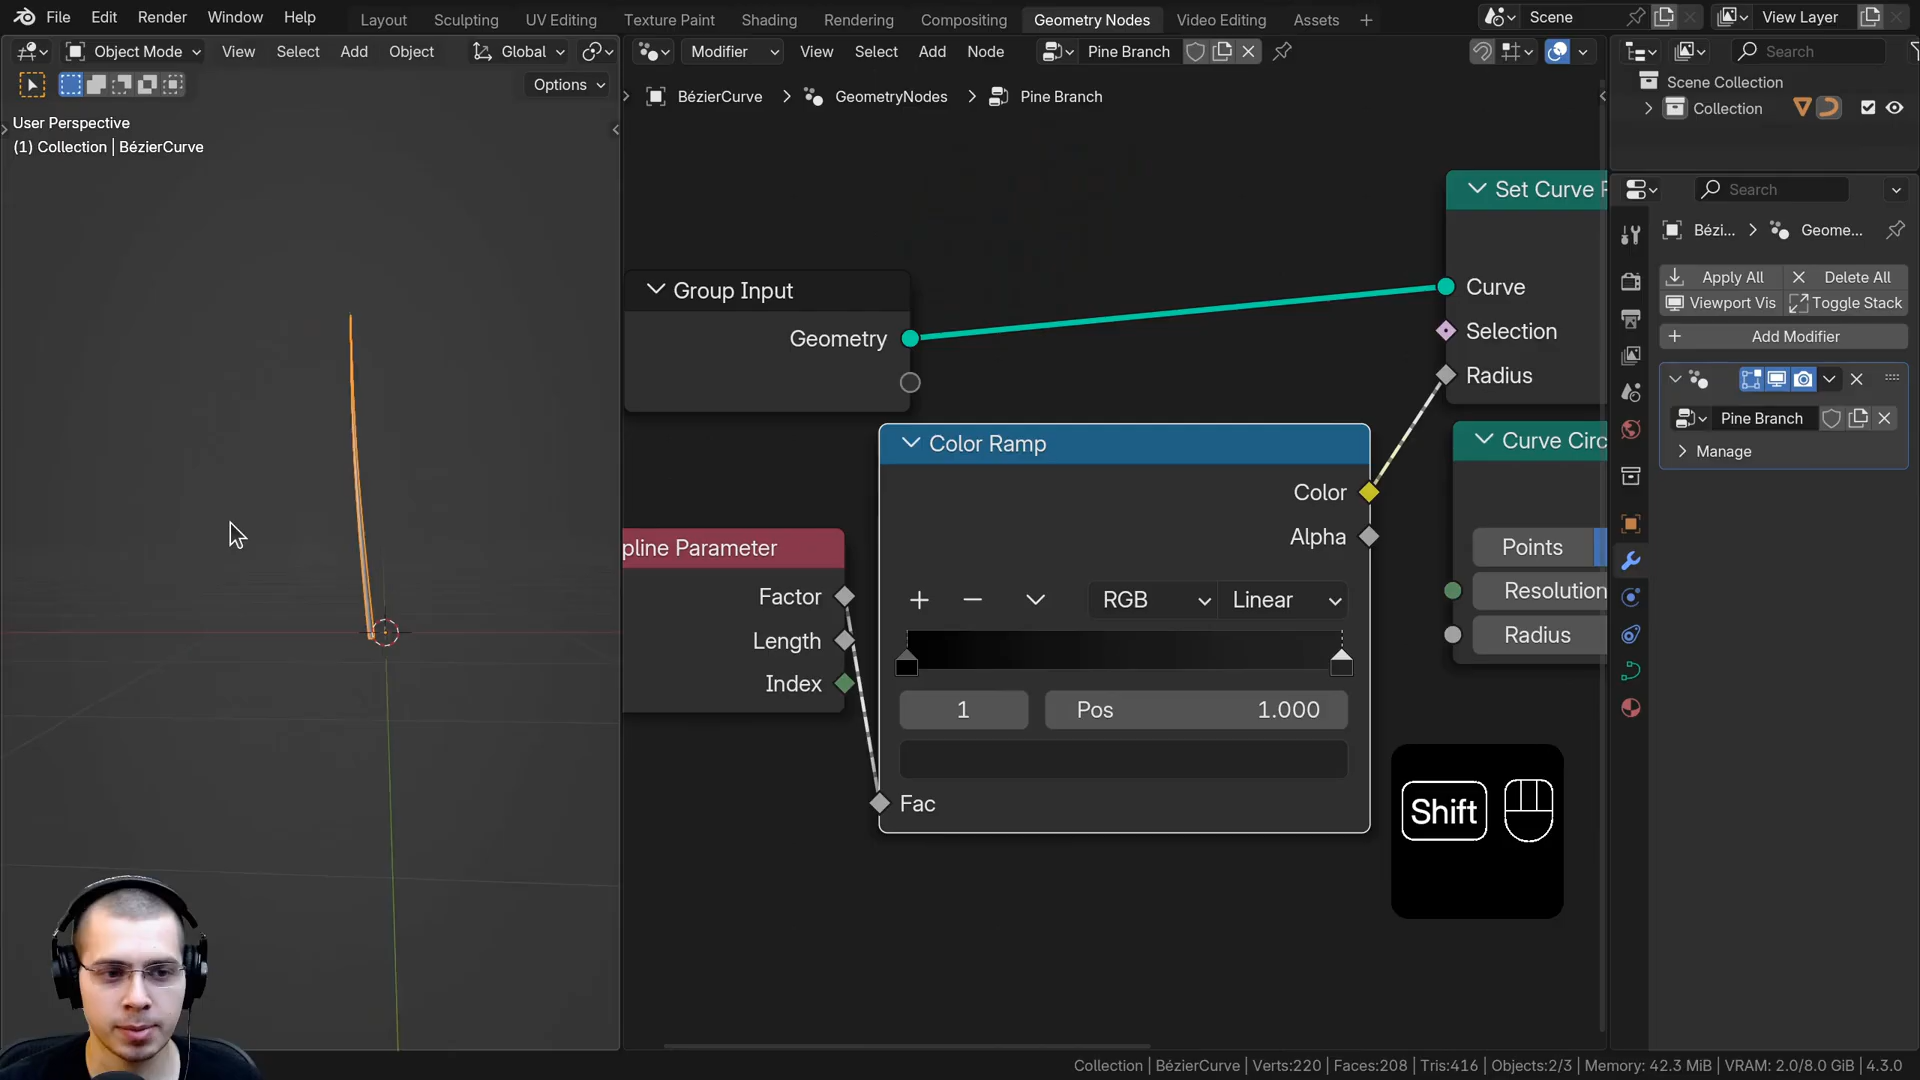 File Edit Render Window Help Layout Sculpting UV Editing Texture Paint Shading Rendering Compositing Geometry Nodes Video Editing Assets Scene View Layer
Object Mode View Select Add Object Global Modifier View Select Add Node Pine Branch Search
Options
BézierCurve GeometryNodes Pine Branch
Scene Collection
Collection
User Perspective
(1) Collection | BézierCurve
Search
Bézi... Geome...
Apply All Delete All
Viewport Vis Toggle Stack
Add Modifier
Pine Branch
Manage
Set Curve
Curve
Selection
Radius
Group Input
Geometry
Color Ramp
Color
Alpha
RGB Linear
1 Pos 1.000
Fac
pline Parameter
Factor
Length
Index
Curve Circ
Points
Resolution
Radius
Shift
Collection | BézierCurve | Verts:220 | Faces:208 | Tris:416 | Objects:2/3 | Memory: 42.3 MiB | VRAM: 2.0/8.0 GiB | 4.3.0